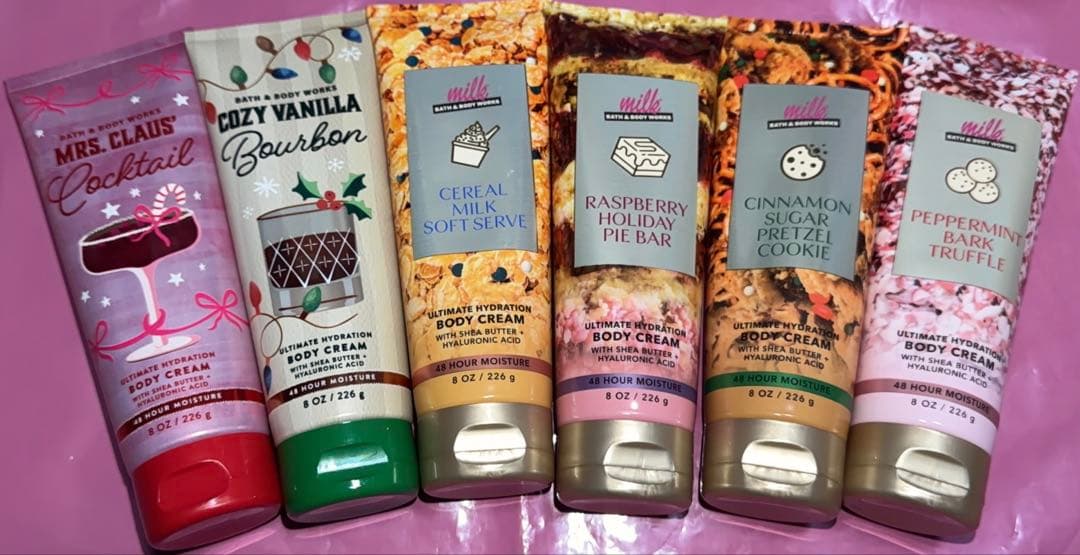 BATH & BODY WORKS
MRS. CLAUS'
Cocktail
ULTIMATE HYDRATION
BODY CREAM
WITH SHEA BUTTER +
HYALURONIC ACID
48 HOUR MOISTURE
8 OZ / 226 g
BATH & BODY WORKS
COZY VANILLA
Bourbon
ULTIMATE HYDRATION
BODY CREAM
WITH SHEA BUTTER +
HYALURONIC ACID
48 HOUR MOISTURE
8 OZ / 226 g
milk
BATH & BODY WORKS
CEREAL
MILK
SOFT SERVE
ULTIMATE HYDRATION
BODY CREAM
WITH SHEA BUTTER +
HYALURONIC ACID
48 HOUR MOISTURE
8 OZ / 226 g
milk
BATH & BODY WORKS
RASPBERRY
HOLIDAY
PIE BAR
ULTIMATE HYDRATION
BODY CREAM
WITH SHEA BUTTER +
HYALURONIC ACID
48 HOUR MOISTURE
8 OZ / 226 g
milk
BATH & BODY WORKS
CINNAMON
SUGAR
PRETZEL
COOKIE
ULTIMATE HYDRATION
BODY CREAM
WITH SHEA BUTTER +
HYALURONIC ACID
48 HOUR MOISTURE
8 OZ / 226 g
milk
BATH & BODY WORKS
PEPPERMINT
BARK
TRUFFLE
ULTIMATE HYDRATION
BODY CREAM
WITH SHEA BUTTER +
HYALURONIC ACID
48 HOUR MOISTURE
8 OZ / 226 g